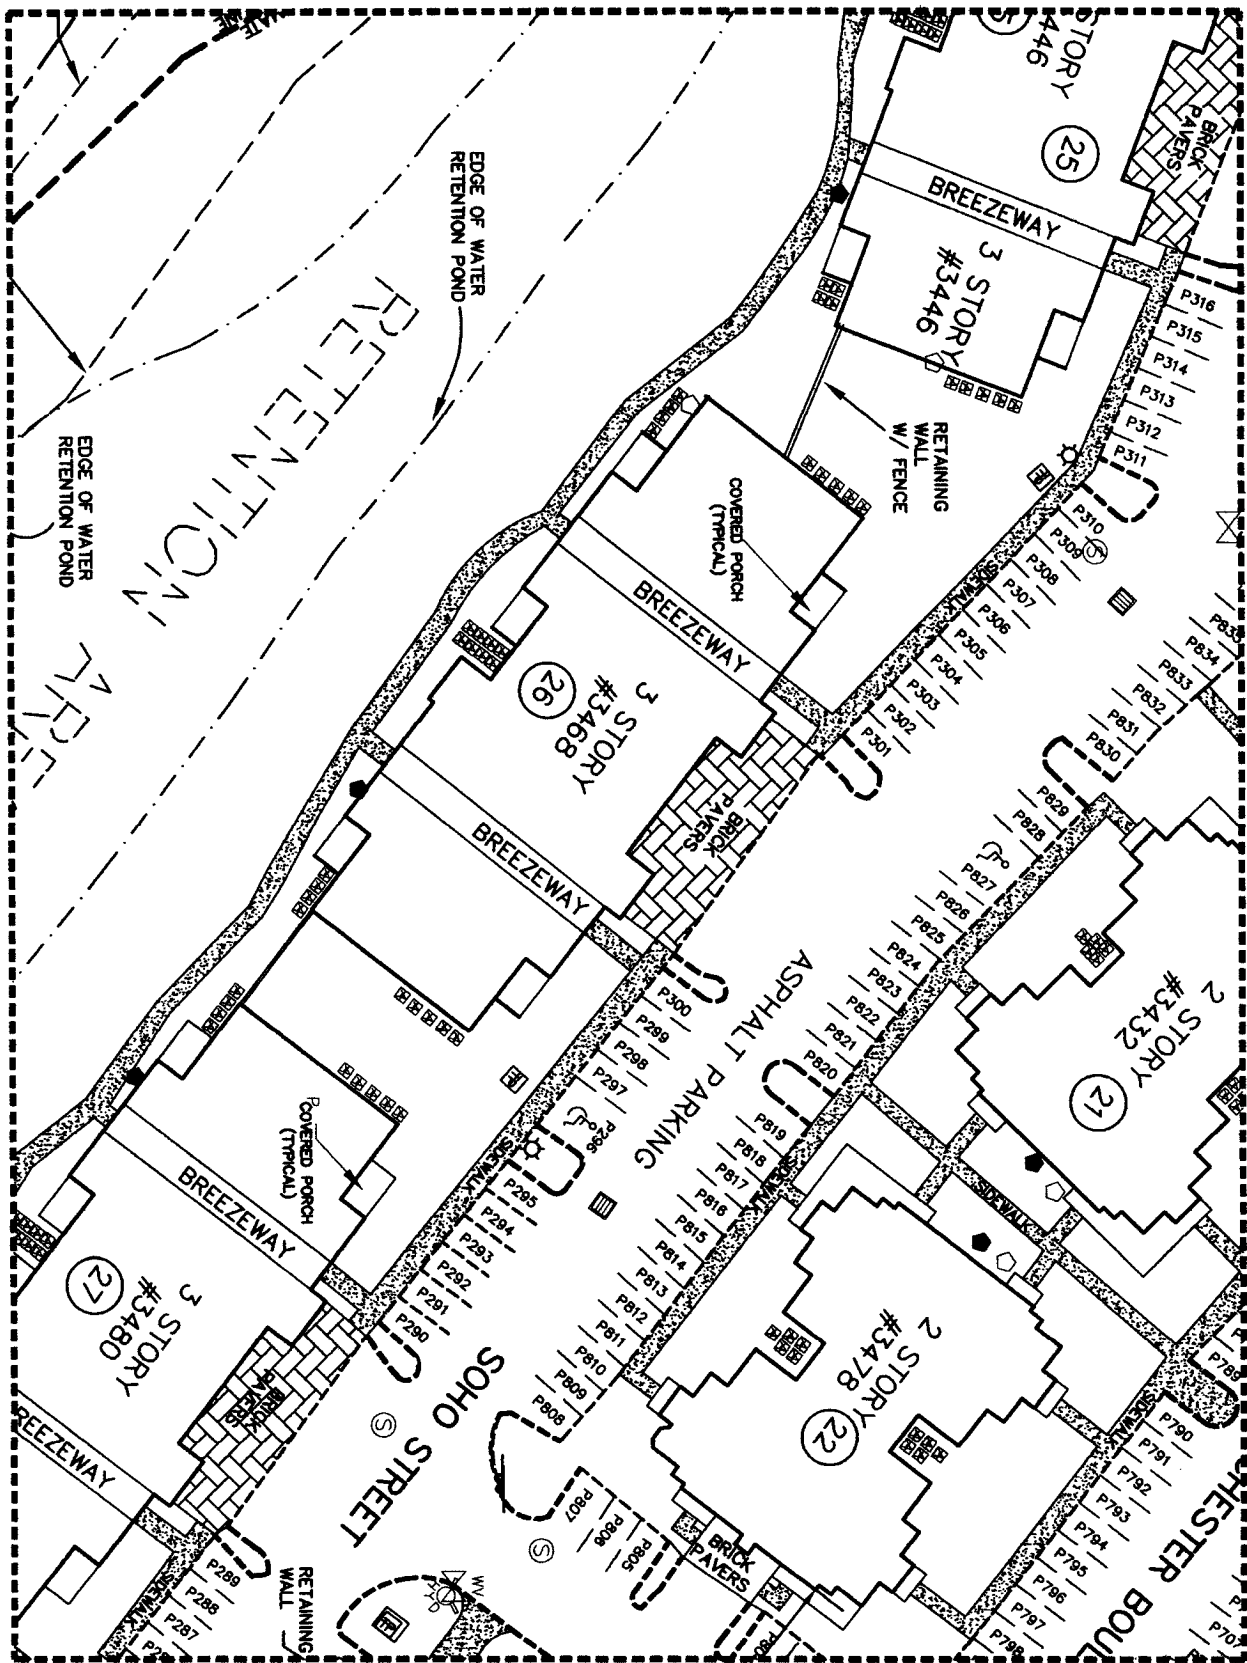 3 STORY
#3446
25
BRICK
PAVERS
BREEZEWAY
3 STORY
#3446
P316
P315
P314
P313
P312
P311
EDGE OF WATER
RETENTION POND
RETENTION
EDGE OF WATER
RETENTION POND
RETAINING
WALL
W/ FENCE
COVERED PORCH
(TYPICAL)
BREEZEWAY
3 STORY
#3468
26
BREEZEWAY
BRICK
PAVERS
SIDEWALK
P310
P309
S
P308
P307
P306
P305
P304
P303
P302
P301
P834
P833
P832
P831
P830
P829
P828
P827
P826
P825
P824
P823
P822
P821
P820
P819
P818
P817
P816
P815
P814
P813
P812
P811
P810
P809
P808
ASPHALT PARKING
P300
P299
P298
P297
P296
P295
P294
P293
P292
P291
P290
SIDEWALK
SIDEWALK
2 STORY
#3432
21
SIDEWALK
2 STORY
#3478
22
COVERED PORCH
(TYPICAL)
BREEZEWAY
3 STORY
#3480
27
BRICK
PAVERS
BREEZEWAY
SOHO STREET
S
S
P807
P806
P805
BRICK
PAVERS
SIDEWALK
P789
P790
P791
P792
P793
P794
P795
P796
P797
P798
P289
P288
P287
SIDEWALK
RETAINING
WALL
WV